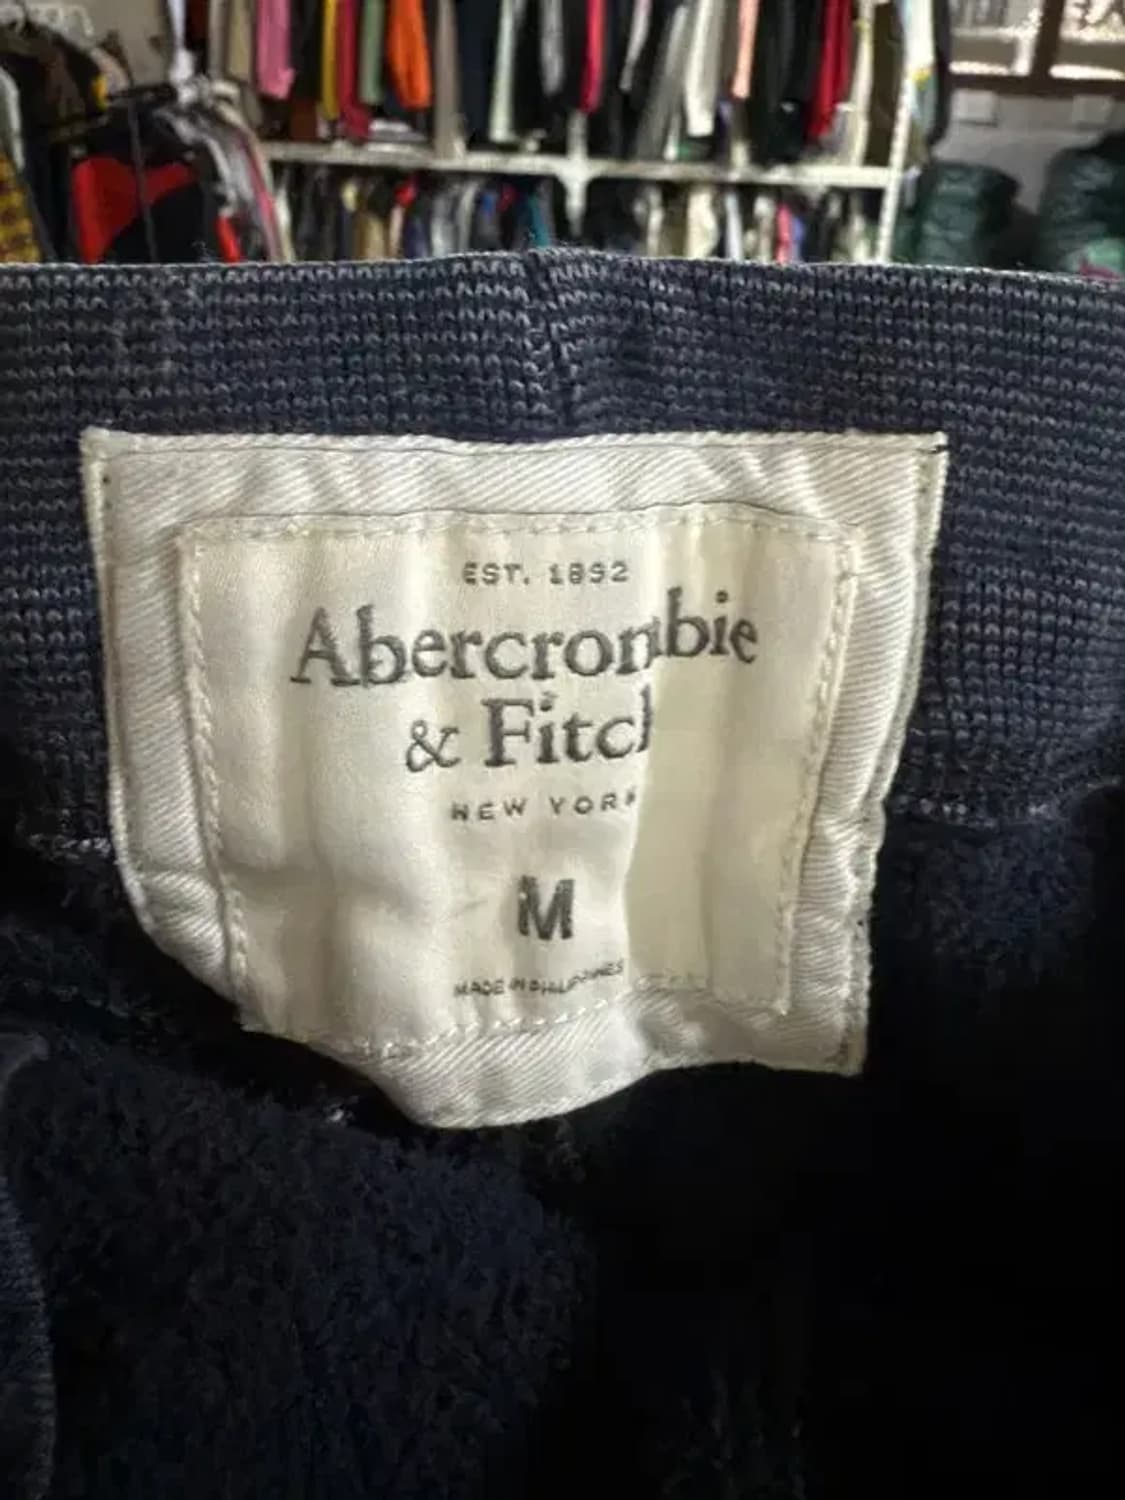 EST. 1892
Abercrombie
& Fitch
NEW YORK
M
MADE IN PHILIPPINES